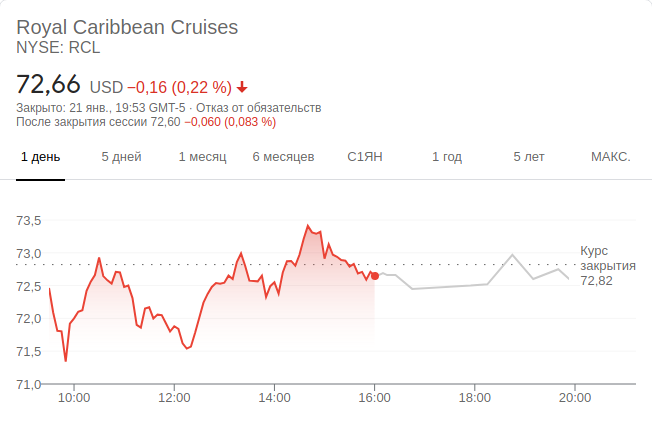 Royal Caribbean Cruises
NYSE: RCL
72,66 USD −0,16 (0,22 %)
Закрыто: 21 янв., 19:53 GMT-5 · Отказ от обязательств
После закрытия сессии 72,60 −0,060 (0,083 %)
1 день 5 дней 1 месяц 6 месяцев С1ЯН 1 год 5 лет МАКС.
73,5
73,0
72,5
72,0
71,5
71,0
Курс
закрытия
72,82
10:00 12:00 14:00 16:00 18:00 20:00